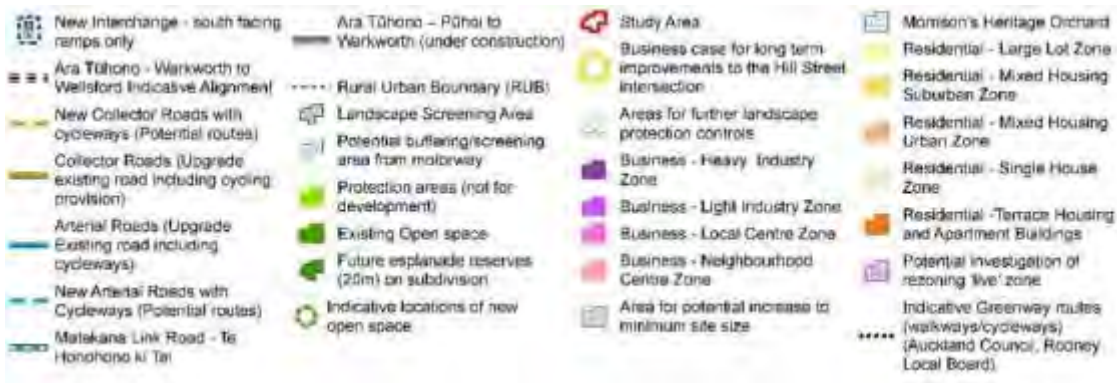 New Interchange - south facing
ramps only
Ara Tūhono - Warkworth to
Wellsford Indicative Alignment
New Collector Roads with
cycleways (Potential routes)
Collector Roads (Upgrade
existing road including cycling
provision)
Arterial Roads (Upgrade
Existing road including
cycleways)
New Arterial Roads with
Cycleways (Potential routes)
Matakana Link Road - Te
Honohono ki Tai
Ara Tūhono – Pūhoi to
Warkworth (under construction)
Rural Urban Boundary (RUB)
Landscape Screening Area
Potential buffering/screening
area from motorway
Protection areas (not for
development)
Existing Open space
Future esplanade reserves
(20m) on subdivision
Indicative locations of new
open space
Study Area
Business case for long term
improvements to the Hill Street
Intersection
Areas for further landscape
protection controls
Business - Heavy Industry
Zone
Business - Light Industry Zone
Business - Local Centre Zone
Business - Neighbourhood
Centre Zone
Area for potential increase to
minimum site size
Morrison's Heritage Orchard
Residential - Large Lot Zone
Residential - Mixed Housing
Suburban Zone
Residential - Mixed Housing
Urban Zone
Residential - Single House
Zone
Residential -Terrace Housing
and Apartment Buildings
Potential investigation of
rezoning 'live' zone
Indicative Greenway routes
(walkways/cycleways)
(Auckland Council, Rodney
Local Board)